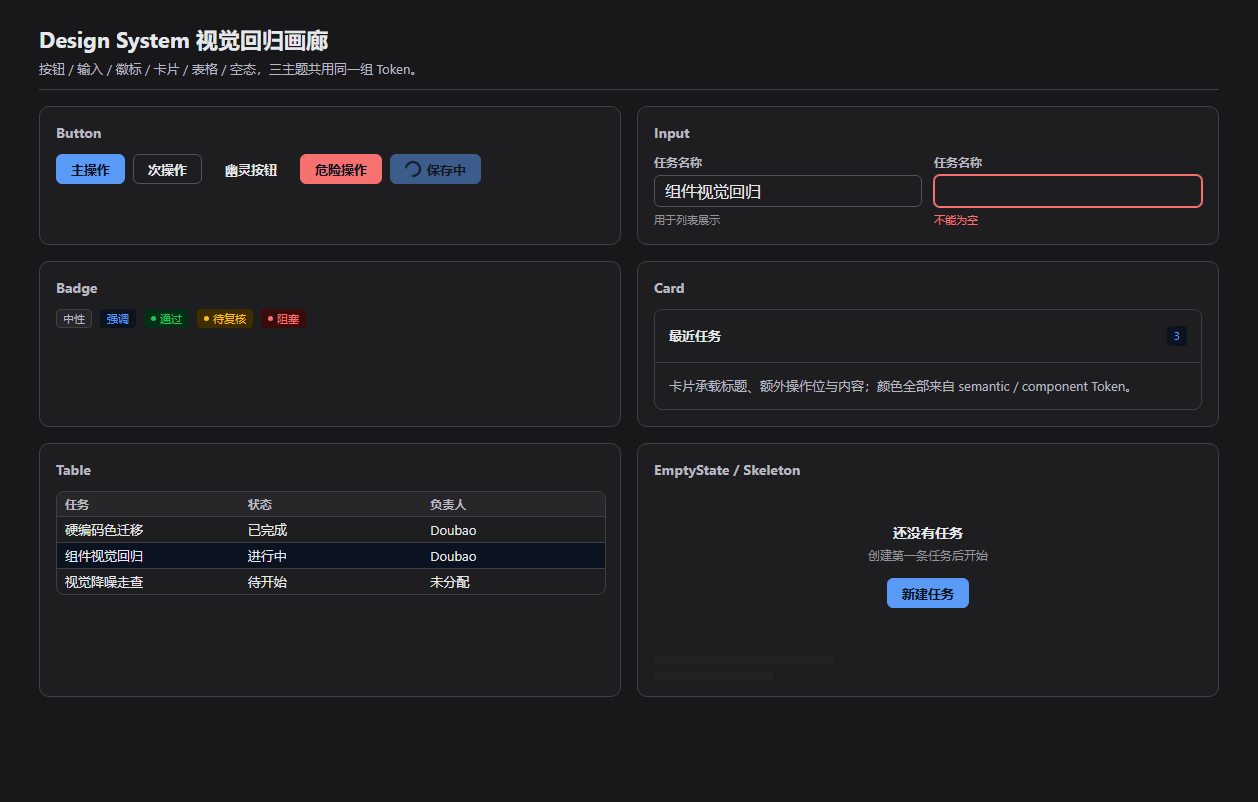 Design System 视觉回归画廊
按钮 / 输入 / 徽标 / 卡片 / 表格 / 空态，三主题共用同一组 Token。
Button
主操作 次操作 幽灵按钮 危险操作 保存中
Input
任务名称 任务名称
组件视觉回归
用于列表展示 不能为空
Badge
中性 强调 通过 待复核 阻塞
Card
最近任务 3
卡片承载标题、额外操作位与内容；颜色全部来自 semantic / component Token。
Table
任务 状态 负责人
硬编码色迁移 已完成 Doubao
组件视觉回归 进行中 Doubao
视觉降噪走查 待开始 未分配
EmptyState / Skeleton
还没有任务
创建第一条任务后开始
新建任务